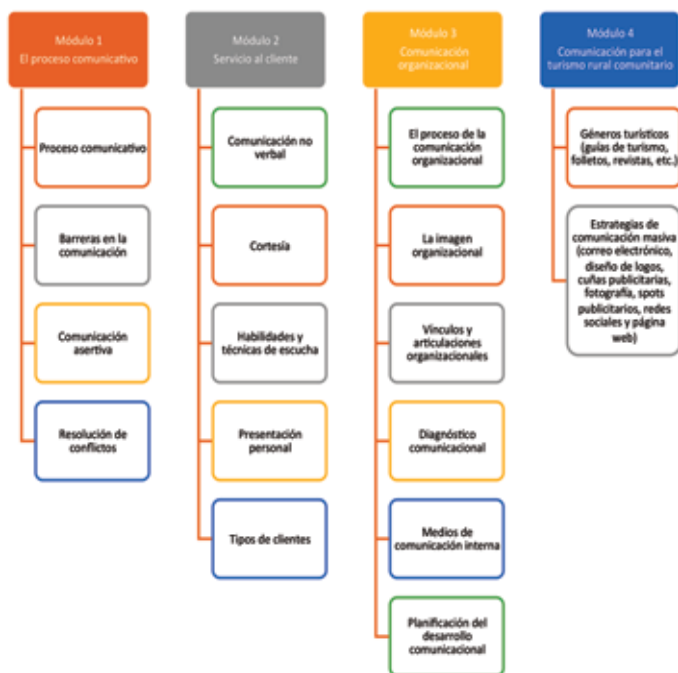 Módulo 1
El proceso comunicativo
Proceso comunicativo
Barreras en la
comunicación
Comunicación
asertiva
Resolución de
conflictos
Módulo 2
Servicio al cliente
Comunicación no
verbal
Cortesía
Habilidades y
técnicas de escucha
Presentación
personal
Tipos de clientes
Módulo 3
Comunicación
organizacional
El proceso de la
comunicación
organizacional
La imagen
organizacional
Vínculos y
articulaciones
organizacionales
Diagnóstico
comunicacional
Medios de
comunicación interna
Planificación del
desarrollo
comunicacional
Módulo 4
Comunicación para el
turismo rural comunitario
Géneros turísticos
(guías de turismo,
folletos, revistas, etc.)
Estrategias de
comunicación masiva
(correo electrónico,
diseño de logos,
cuñas publicitarias,
fotografía, spots
publicitarios, redes
sociales y página
web)